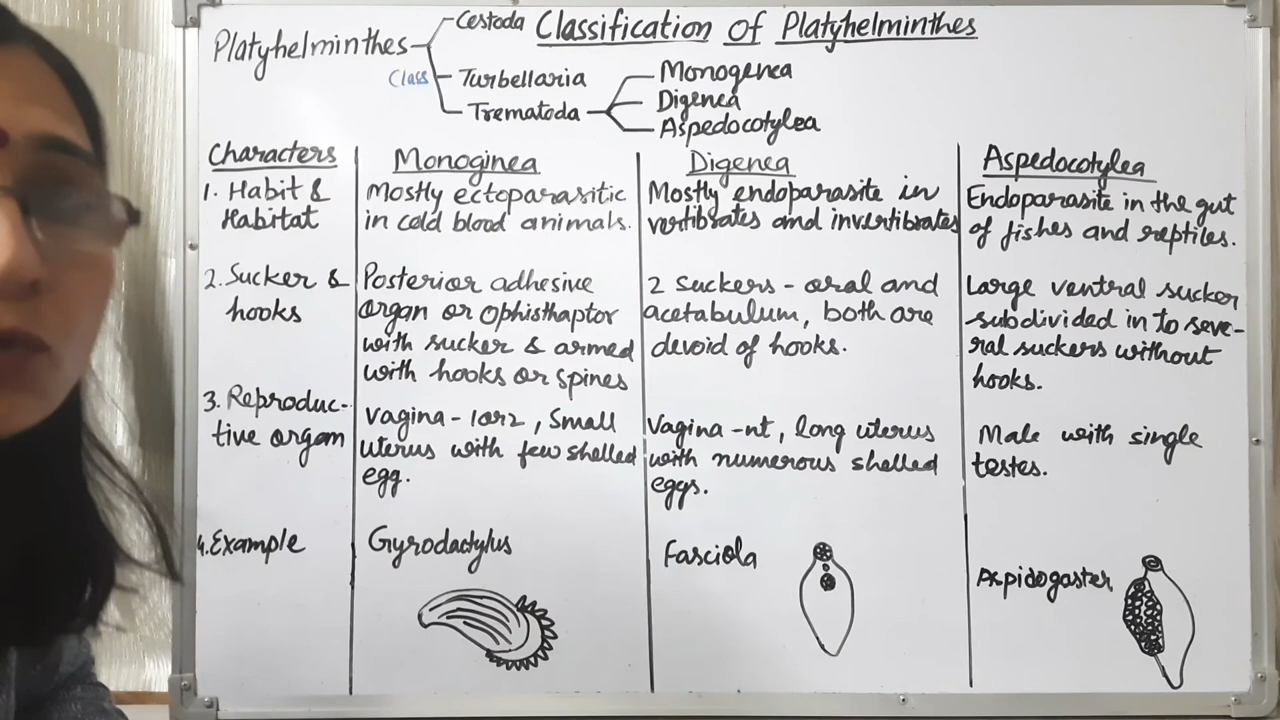 Classification Of Platyhelminthes
Platyhelminthes
Class
Cestoda
Turbellaria
Trematoda
Monogenea
Digenea
Aspedocotylea
Characters
1. Habit &
Habitat
2. Sucker &
hooks
3. Reproduc-
tive organ
4. Example
Monoginea
Mostly ectoparasitic
in cold blood animals.
Posterior adhesive
organ or Ophisthaptor
with sucker & armed
with hooks or spines
Vagina - 1or2, Small
Uterus with few shelled
egg.
Gyrodactylus
Digenea
Mostly endoparasite in
vertibrates and invertibrates
2 suckers - oral and
acetabulum, both are
devoid of hooks.
Vagina -nt, long uterus
with numerous shelled
eggs.
Fasciola
Aspedocotylea
Endoparasite in the gut
of fishes and reptiles.
Large ventral sucker
subdivided in to seve-
ral suckers without
hooks.
Male with single
testes.
Aspidogaster